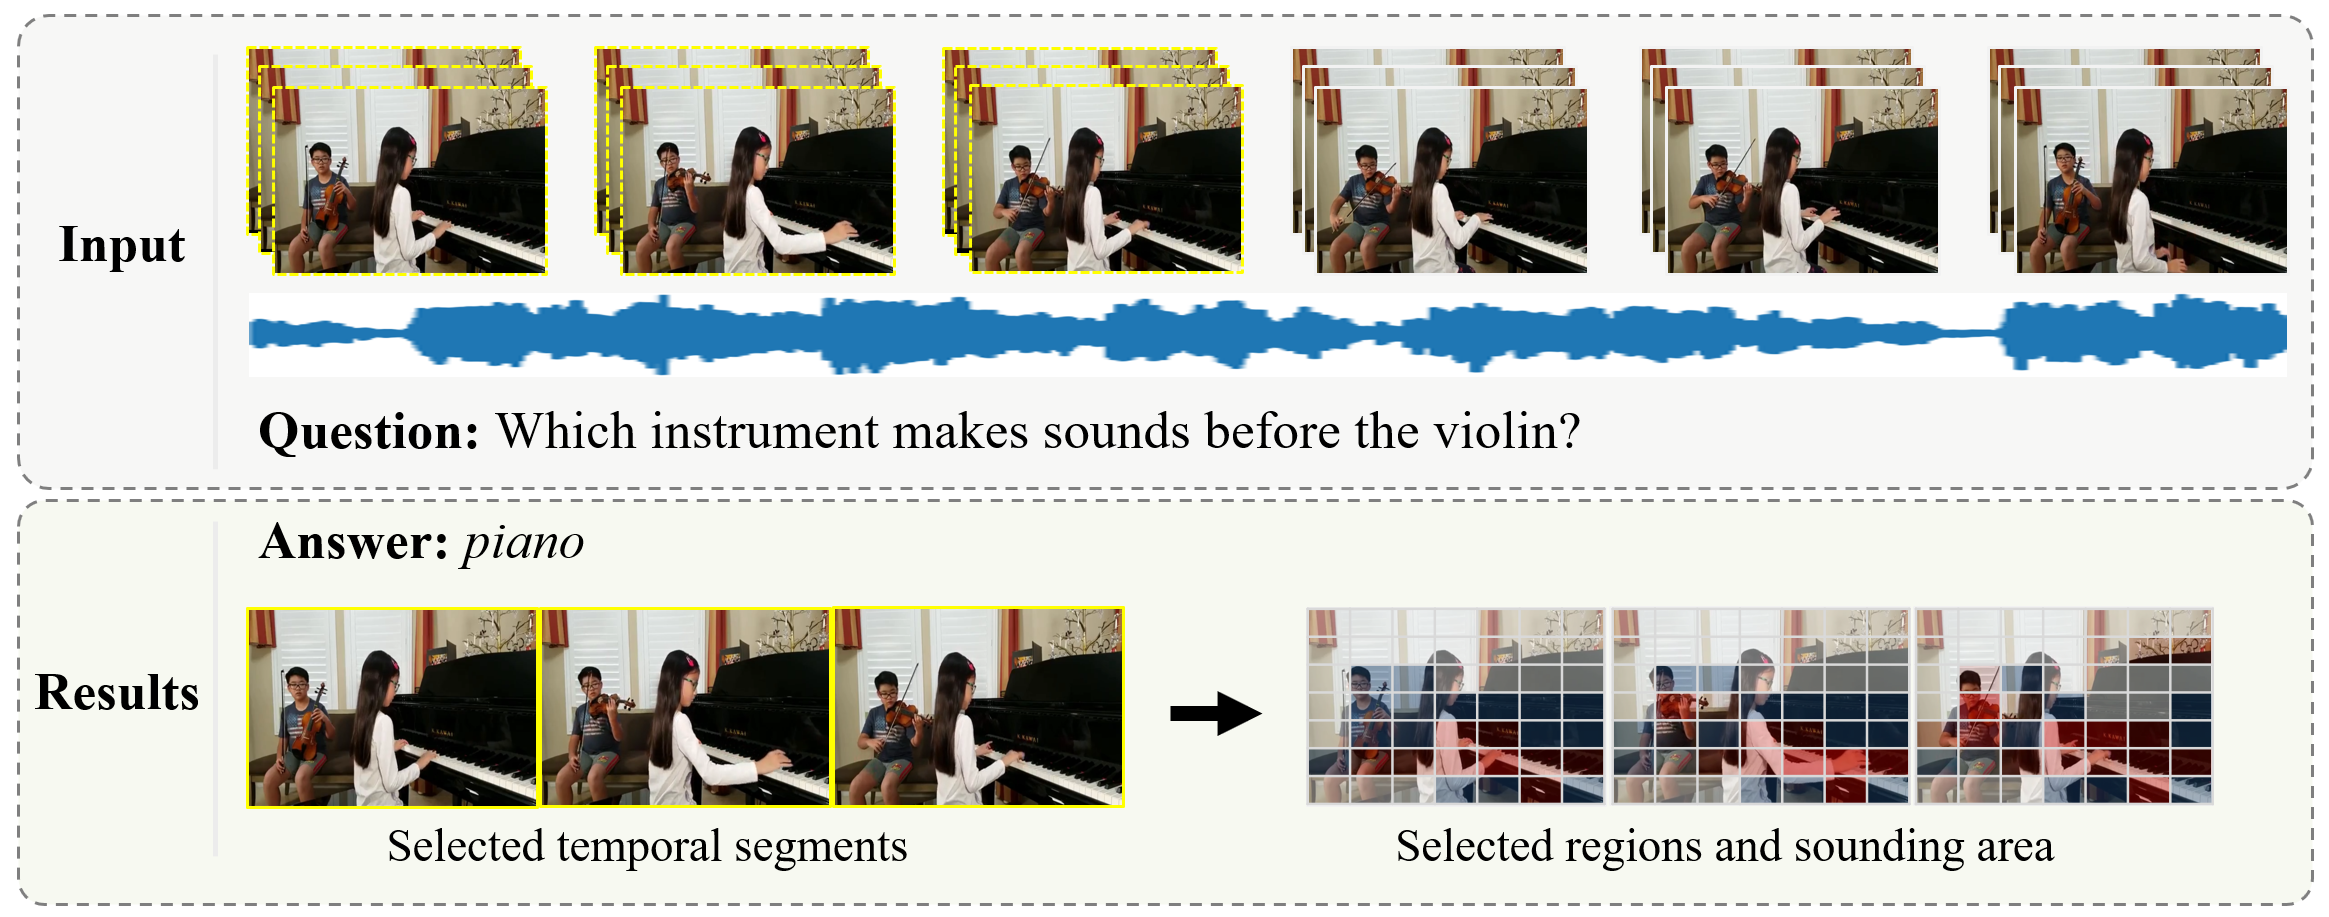 Input
Question: Which instrument makes sounds before the violin?
Results
Answer: piano
Selected temporal segments
Selected regions and sounding area